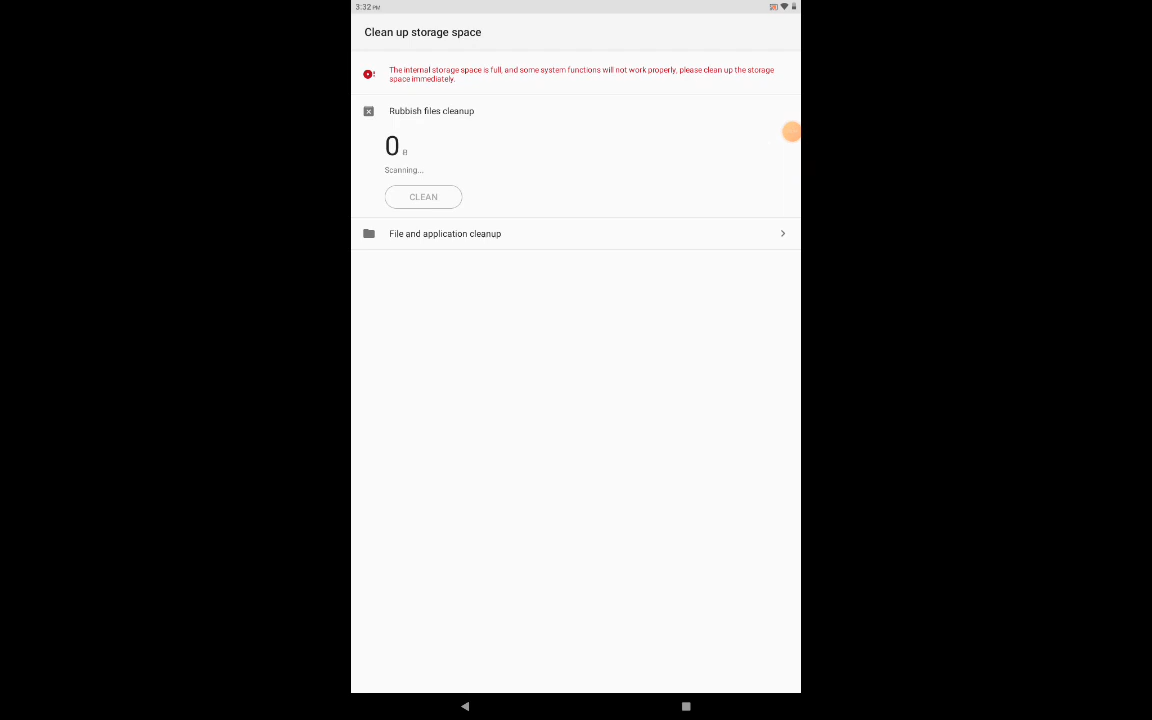 3:32 PM
Clean up storage space
The internal storage space is full, and some system functions will not work properly, please clean up the storage
space immediately.
Rubbish files cleanup
0 B
Scanning...
CLEAN
File and application cleanup